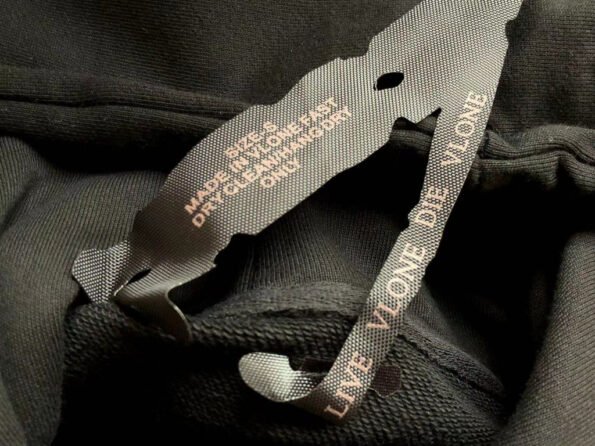 SIZE-S
MADE IN VLONE FAST
DRY CLEAN/HANG DRY
ONLY
LIVE VLONE DIE VLONE